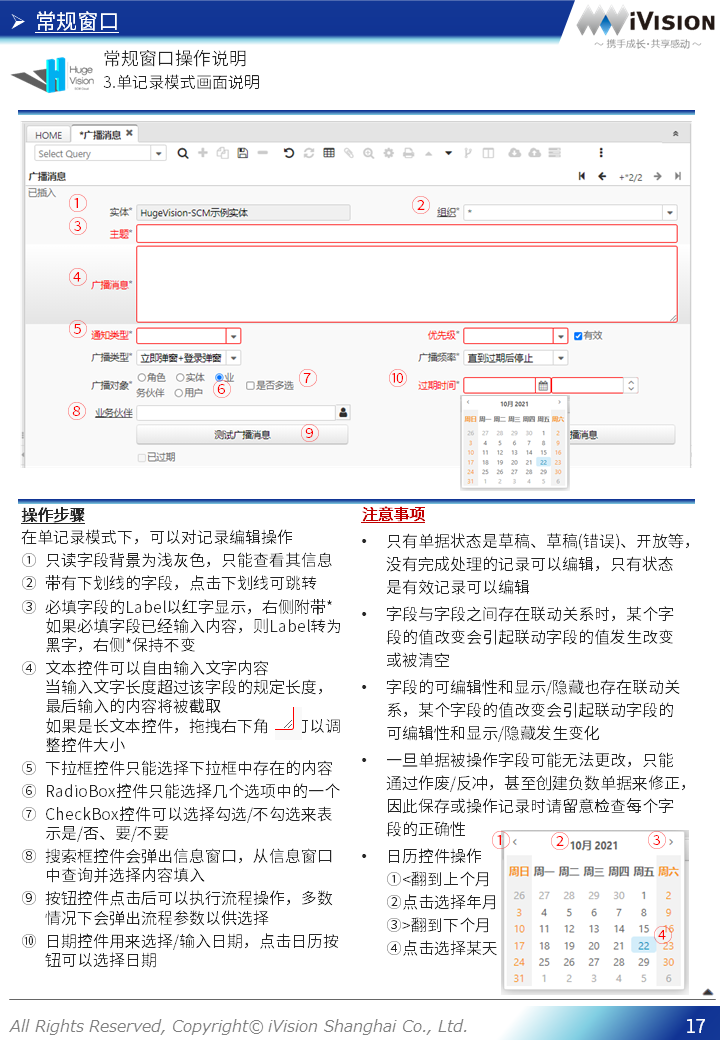 常规窗口
iVision
～ 携手成长·共享感动 ～
Huge
Vision
常规窗口操作说明
3.单记录模式画面说明
HOME
*广播消息
Select Query
广播消息
+*2/2
已插入
①
实体*
HugeVision-SCM示例实体
②
组织*
*
③
主题*
④
广播消息*
⑤
通知类型*
优先级*
有效
广播类型*
立即弹窗+登录弹窗
广播频率*
直到过期后停止
广播对象*
角色
实体
业
务伙伴
用户
⑥
是否多选
⑦
⑩
过期时间*
⑧
业务伙伴
测试广播消息
⑨
播消息
已过期
10月 2021
周日 周一 周二 周三 周四 周五 周六
26 27 28 29 30 1 2
3 4 5 6 7 8 9
10 11 12 13 14 15 16
17 18 19 20 21 22 23
24 25 26 27 28 29 30
31 1 2 3 4 5 6
操作步骤
在单记录模式下，可以对记录编辑操作
① 只读字段背景为浅灰色，只能查看其信息
② 带有下划线的字段，点击下划线可跳转
③ 必填字段的Label以红字显示，右侧附带*
如果必填字段已经输入内容，则Label转为
黑字，右侧*保持不变
④ 文本控件可以自由输入文字内容
当输入文字长度超过该字段的规定长度，
最后输入的内容将被截取
如果是长文本控件，拖拽右下角 可以调
整控件大小
⑤ 下拉框控件只能选择下拉框中存在的内容
⑥ RadioBox控件只能选择几个选项中的一个
⑦ CheckBox控件可以选择勾选/不勾选来表
示是/否、要/不要
⑧ 搜索框控件会弹出信息窗口，从信息窗口
中查询并选择内容填入
⑨ 按钮控件点击后可以执行流程操作，多数
情况下会弹出流程参数以供选择
⑩ 日期控件用来选择/输入日期，点击日历按
钮可以选择日期
注意事项
• 只有单据状态是草稿、草稿(错误)、开放等，
没有完成处理的记录可以编辑，只有状态
是有效记录可以编辑
• 字段与字段之间存在联动关系时，某个字
段的值改变会引起联动字段的值发生改变
或被清空
• 字段的可编辑性和显示/隐藏也存在联动关
系，某个字段的值改变会引起联动字段的
可编辑性和显示/隐藏发生变化
• 一旦单据被操作字段可能无法更改，只能
通过作废/反冲，甚至创建负数单据来修正，
因此保存或操作记录时请留意检查每个字
段的正确性
• 日历控件操作
①<翻到上个月
②点击选择年月
③>翻到下个月
④点击选择某天
① ‹ ② 10月 2021 ③ ›
周日 周一 周二 周三 周四 周五 周六
26 27 28 29 30 1 2
3 4 5 6 7 8 9
10 11 12 13 14 15 16
④
17 18 19 20 21 22 23
24 25 26 27 28 29 30
31 1 2 3 4 5 6
All Rights Reserved, Copyright© iVision Shanghai Co., Ltd.
17